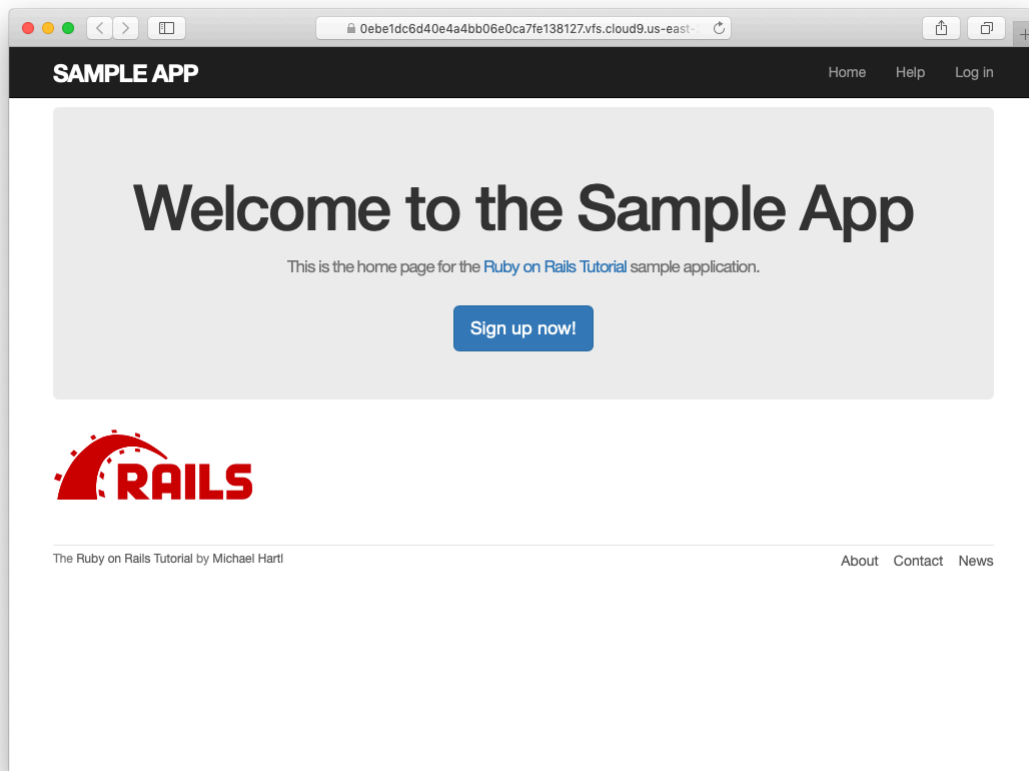 0ebe1dc6d40e4a4bb06e0ca7fe138127.vfs.cloud9.us-east-
SAMPLE APP Home Help Log in
Welcome to the Sample App
This is the home page for the Ruby on Rails Tutorial sample application.
Sign up now!
RAILS
The Ruby on Rails Tutorial by Michael Hartl About Contact News